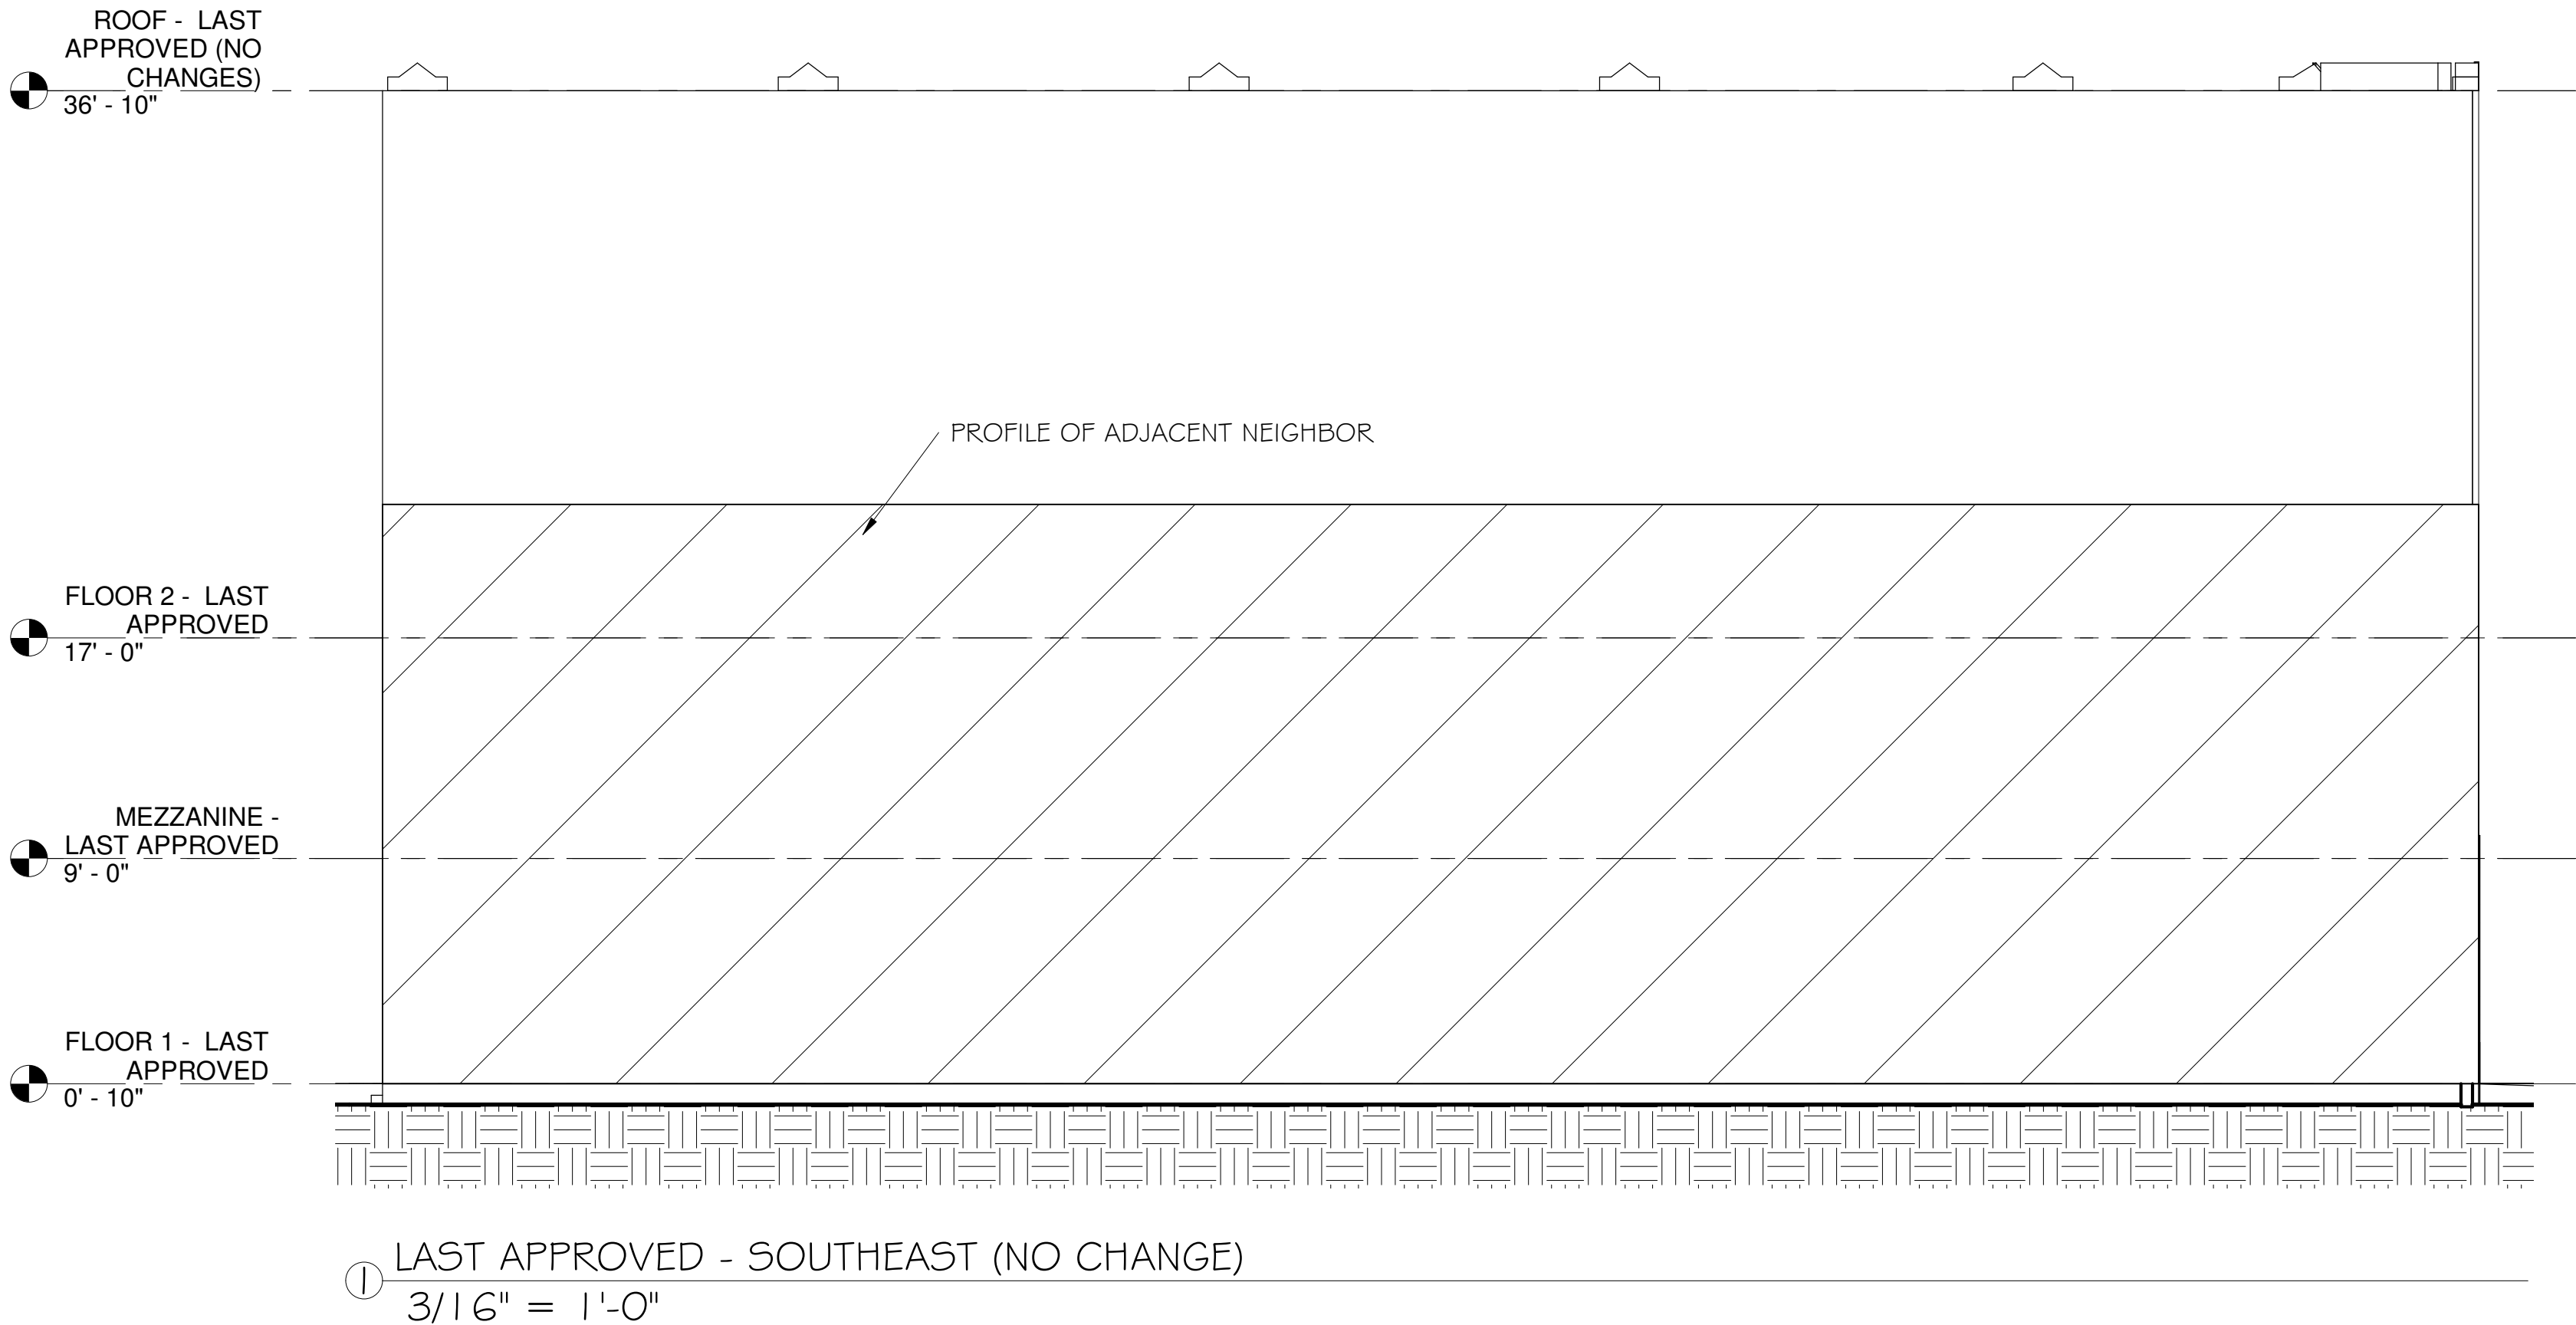 ROOF - LAST
APPROVED (NO
CHANGES)
36' - 10"
PROFILE OF ADJACENT NEIGHBOR
FLOOR 2 - LAST
APPROVED
17' - 0"
MEZZANINE -
LAST APPROVED
9' - 0"
FLOOR 1 - LAST
APPROVED
0' - 10"
1
LAST APPROVED - SOUTHEAST (NO CHANGE)
3/16" = 1'-0"